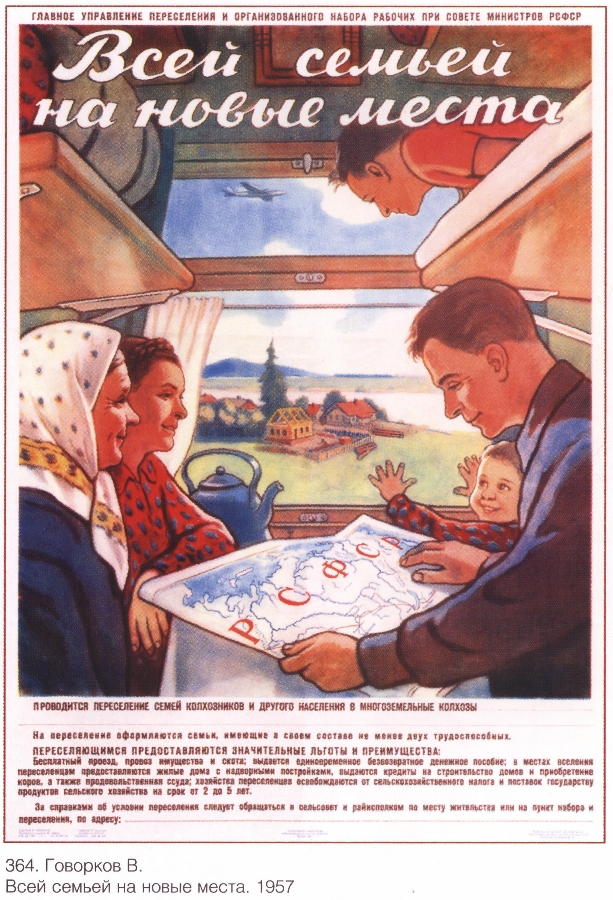 ГЛАВНОЕ УПРАВЛЕНИЕ ПЕРЕСЕЛЕНИЯ И ОРГАНИЗОВАННОГО НАБОРА РАБОЧИХ ПРИ СОВЕТЕ МИНИСТРОВ РСФСР
Всей семьей
на новые места
РСФСР
ПРОВОДИТСЯ ПЕРЕСЕЛЕНИЕ СЕМЕЙ КОЛХОЗНИКОВ И ДРУГОГО НАСЕЛЕНИЯ В МНОГОЗЕМЕЛЬНЫЕ КОЛХОЗЫ
На переселение оформляются семьи, имеющие в своем составе не менее двух трудоспособных.
ПЕРЕСЕЛЯЮЩИМСЯ ПРЕДОСТАВЛЯЮТСЯ ЗНАЧИТЕЛЬНЫЕ ЛЬГОТЫ И ПРЕИМУЩЕСТВА:
Бесплатный проезд, провоз имущества и скота; выдается единовременное безвозвратное денежное пособие; в местах вселения
переселенцам предоставляются жилые дома с надворными постройками, выдаются кредиты на строительство домов и приобретение
коров, а также продовольственная ссуда; хозяйства переселенцев освобождаются от сельскохозяйственного налога и поставок государству
продуктов сельского хозяйства на срок от 2 до 5 лет.
За справками об условии переселения следует обращаться в сельсовет и райисполком по месту жительства или на пункт набора и
переселения, по адресу:
364. Говорков В.
Всей семьей на новые места. 1957